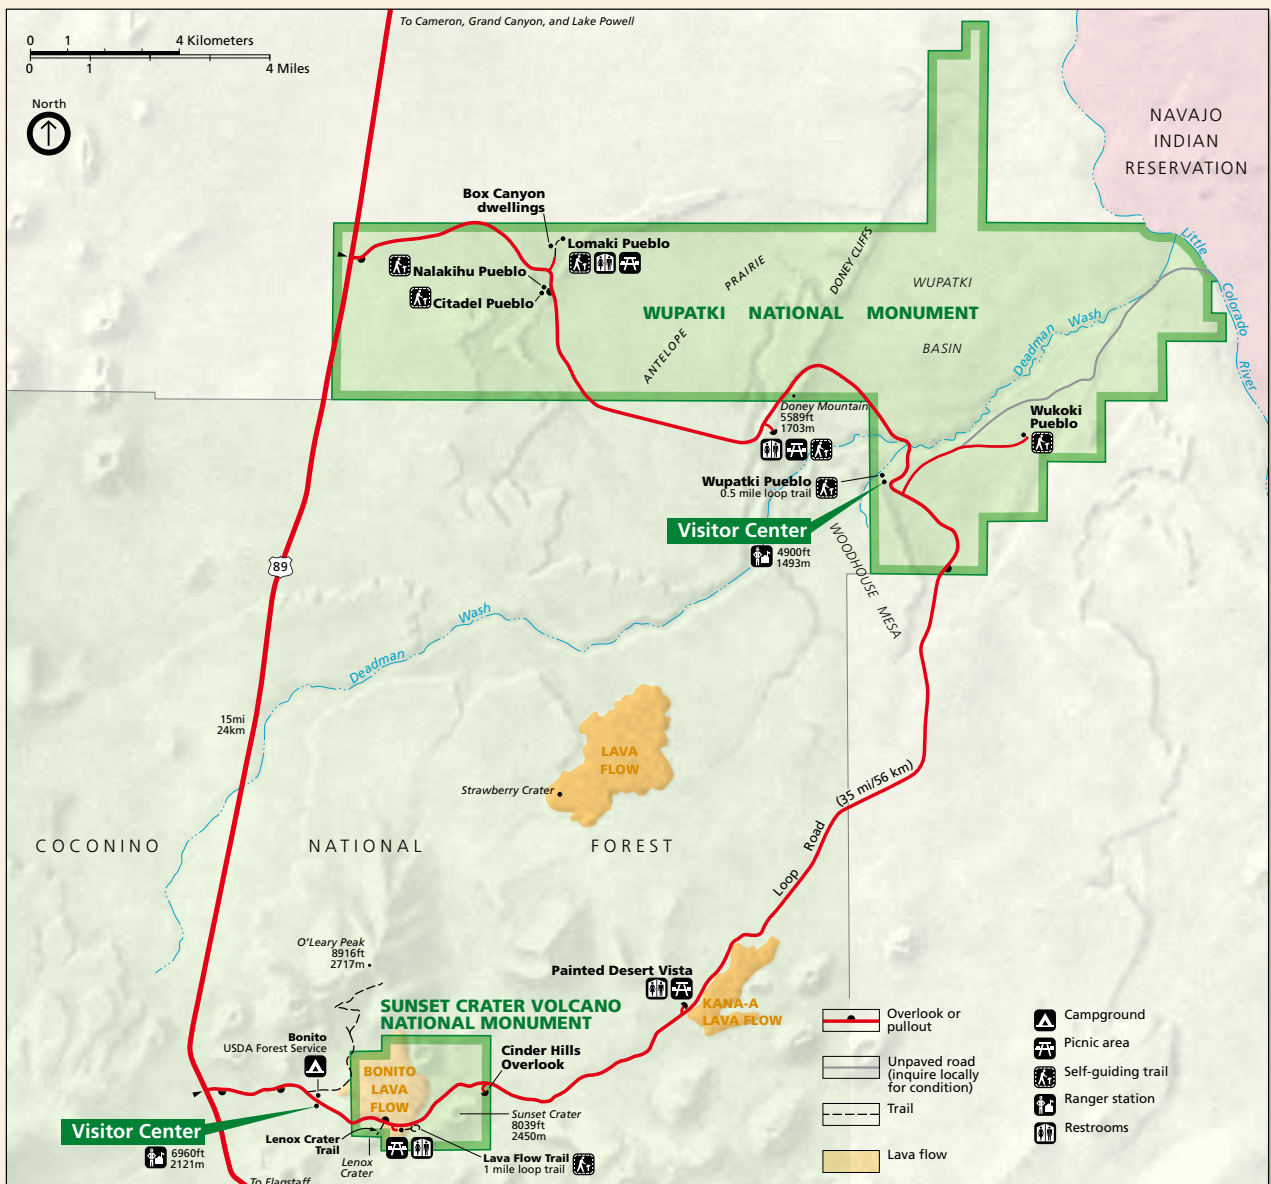 To Cameron, Grand Canyon, and Lake Powell
0 1 4 Kilometers
0 1 4 Miles
North
NAVAJO
INDIAN
RESERVATION
Box Canyon
dwellings
Lomaki Pueblo
Nalakihu Pueblo
Citadel Pueblo
PRAIRIE
ANTELOPE
DONEY CLIFFS
WUPATKI
BASIN
WUPATKI NATIONAL MONUMENT
Little
Colorado
River
Deadman Wash
Doney Mountain
5589ft
1703m
Wukoki
Pueblo
Wupatki Pueblo
0.5 mile loop trail
Visitor Center
4900ft
1493m
WOODHOUSE MESA
89
Deadman Wash
15mi
24km
LAVA
FLOW
Strawberry Crater
COCONINO NATIONAL FOREST
Loop Road (35 mi/56 km)
O'Leary Peak
8916ft
2717m
Painted Desert Vista
KANA-A
LAVA FLOW
SUNSET CRATER VOLCANO
NATIONAL MONUMENT
Bonito
USDA Forest Service
BONITO
LAVA
FLOW
Cinder Hills
Overlook
Sunset Crater
8039ft
2450m
Visitor Center
6960ft
2121m
Lenox Crater
Trail
Lenox
Crater
Lava Flow Trail
1 mile loop trail
To Flagstaff
Overlook or
pullout
Unpaved road
(inquire locally
for condition)
Trail
Lava flow
Campground
Picnic area
Self-guiding trail
Ranger station
Restrooms